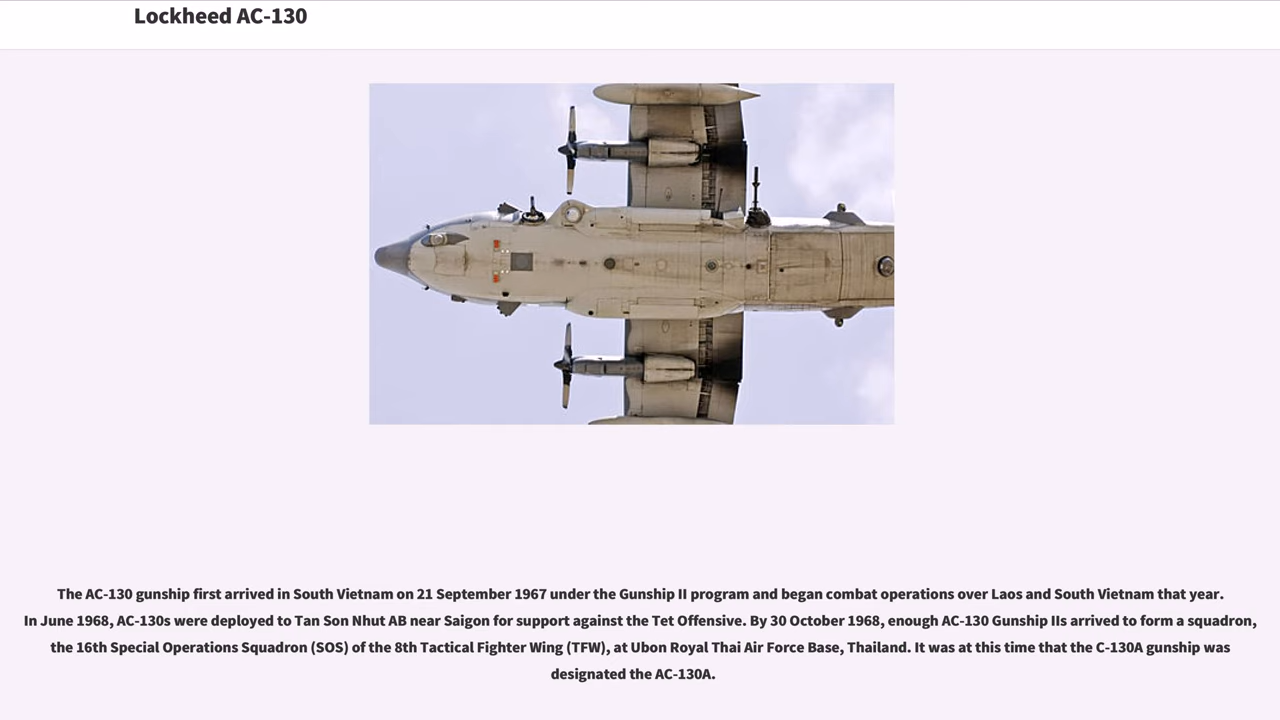 Lockheed AC-130
The AC-130 gunship first arrived in South Vietnam on 21 September 1967 under the Gunship II program and began combat operations over Laos and South Vietnam that year.
In June 1968, AC-130s were deployed to Tan Son Nhut AB near Saigon for support against the Tet Offensive. By 30 October 1968, enough AC-130 Gunship IIs arrived to form a squadron,
the 16th Special Operations Squadron (SOS) of the 8th Tactical Fighter Wing (TFW), at Ubon Royal Thai Air Force Base, Thailand. It was at this time that the C-130A gunship was
designated the AC-130A.